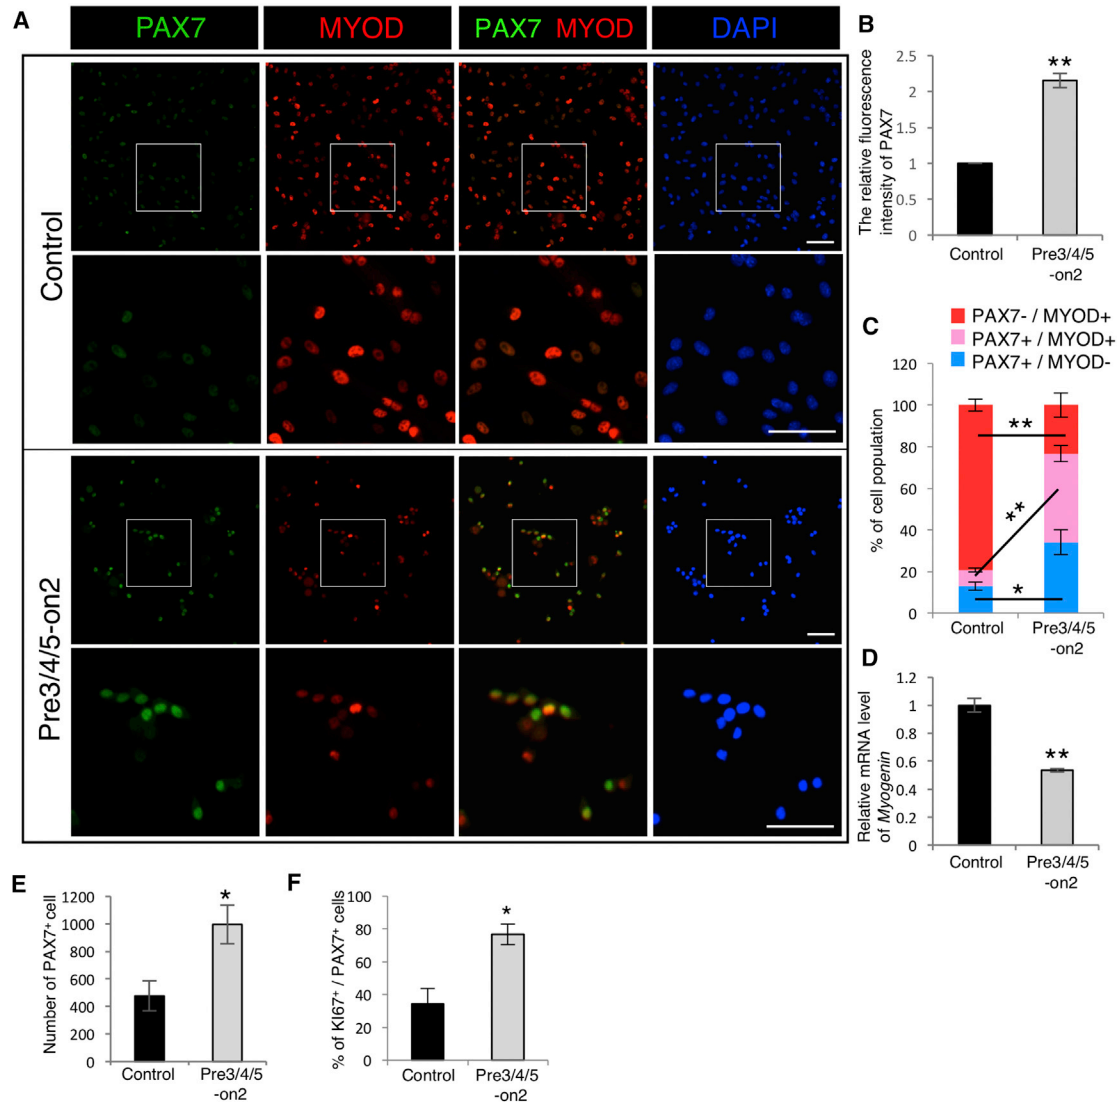 A
PAX7
MYOD
PAX7 MYOD
DAPI
Control
Pre3/4/5-on2
B
The relative fluorescence
intensity of PAX7
2.5
2
1.5
1
0.5
0
**
Control
Pre3/4/5
-on2
C
PAX7- / MYOD+
PAX7+ / MYOD+
PAX7+ / MYOD-
% of cell population
120
100
80
60
40
20
0
**
**
*
Control
Pre3/4/5
-on2
D
Relative mRNA level
of Myogenin
1.2
1
0.8
0.6
0.4
0.2
0
**
Control
Pre3/4/5
-on2
E
Number of PAX7⁺ cell
1200
1000
800
600
400
200
0
*
Control
Pre3/4/5
-on2
F
% of KI67⁺ / PAX7⁺ cells
100
80
60
40
20
0
*
Control
Pre3/4/5
-on2